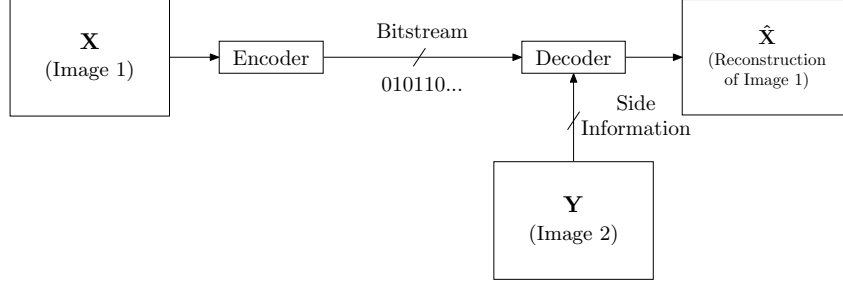 X
(Image 1)
Encoder
Bitstream
010110...
Decoder
X̂
(Reconstruction
of Image 1)
Side
Information
Y
(Image 2)